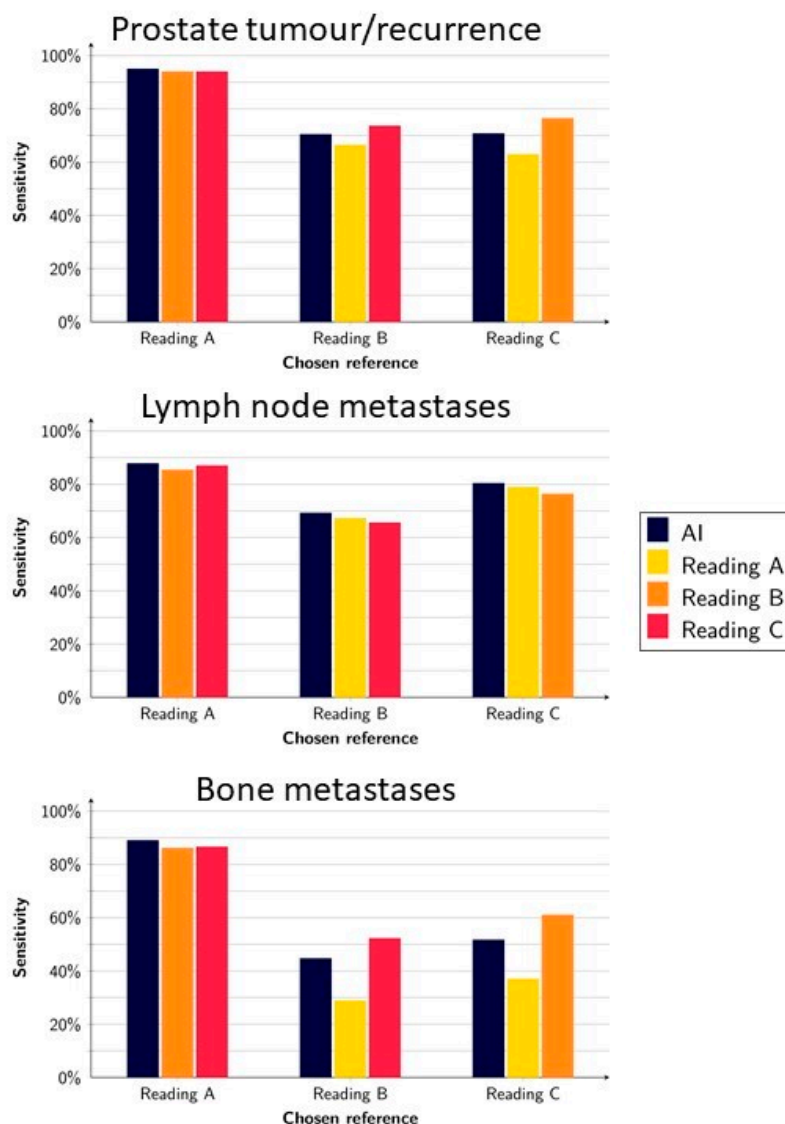 Prostate tumour/recurrence
100%
80%
60%
40%
20%
0%
Sensitivity
Reading A Reading B Reading C
Chosen reference
Lymph node metastases
100%
80%
60%
40%
20%
0%
Sensitivity
Reading A Reading B Reading C
Chosen reference
AI
Reading A
Reading B
Reading C
Bone metastases
100%
80%
60%
40%
20%
0%
Sensitivity
Reading A Reading B Reading C
Chosen reference